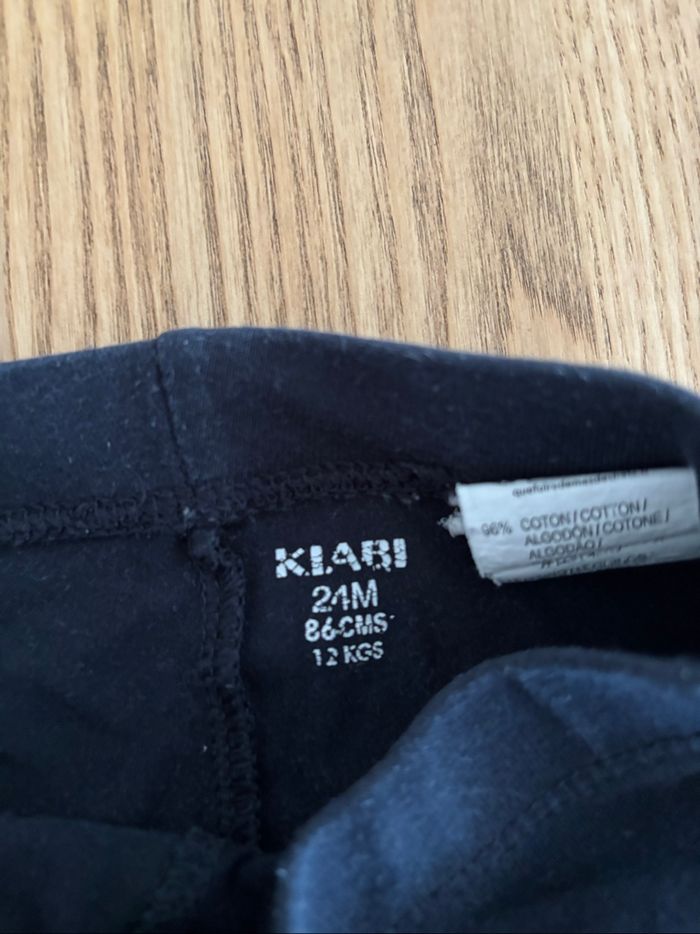 KIABI
24M
86 CMS
12 KGS
96% COTON / COTTON /
ALGODÓN / COTONE /
ALGODÃO /